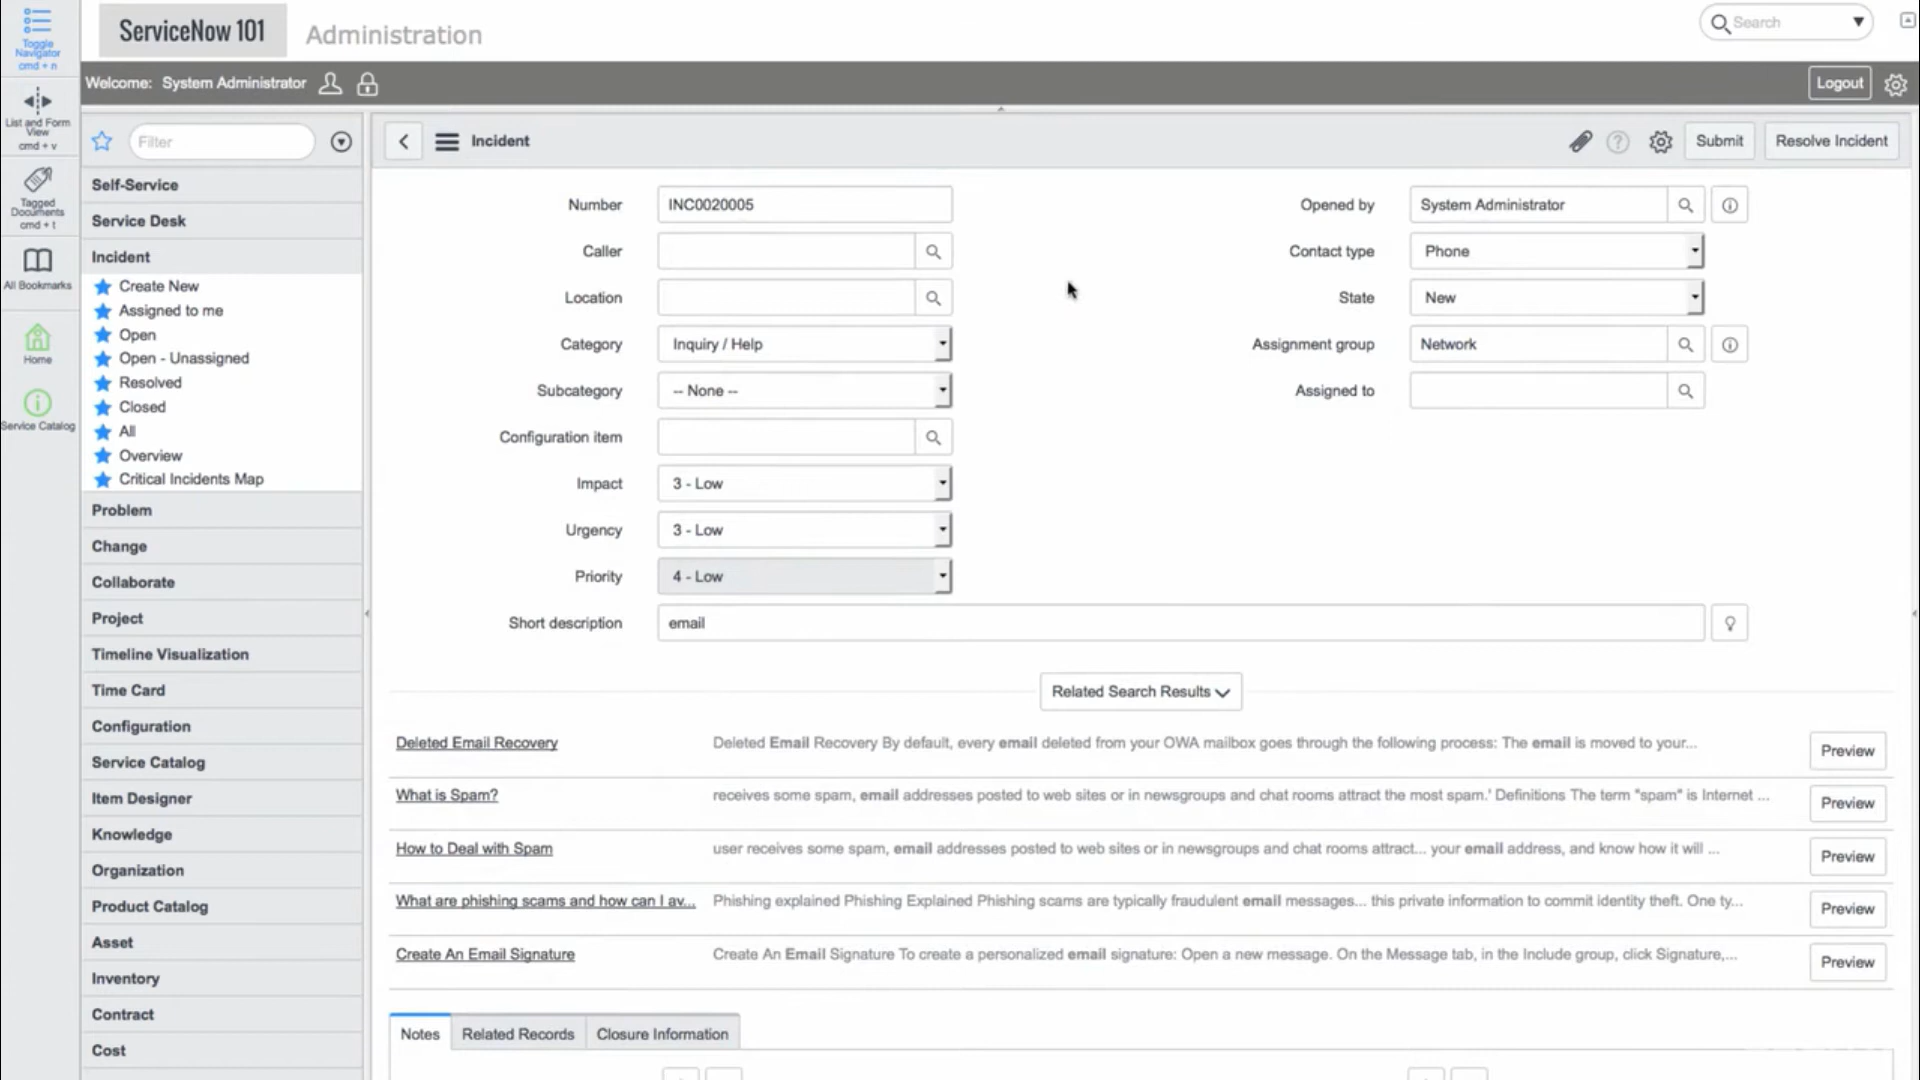 Toggle
Navigator
cmd + n
List and Form
View
cmd + v
Tagged
Documents
cmd + t
All Bookmarks
Home
Service Catalog
ServiceNow 101
Administration
Search
Welcome: System Administrator
Logout
Filter
Self-Service
Service Desk
Incident
Create New
Assigned to me
Open
Open - Unassigned
Resolved
Closed
All
Overview
Critical Incidents Map
Problem
Change
Collaborate
Project
Timeline Visualization
Time Card
Configuration
Service Catalog
Item Designer
Knowledge
Organization
Product Catalog
Asset
Inventory
Contract
Cost
Incident
Submit
Resolve Incident
Number INC0020005
Caller
Location
Category Inquiry / Help
Subcategory -- None --
Configuration item
Impact 3 - Low
Urgency 3 - Low
Priority 4 - Low
Short description email
Opened by System Administrator
Contact type Phone
State New
Assignment group Network
Assigned to
Related Search Results
Deleted Email Recovery Deleted Email Recovery By default, every email deleted from your OWA mailbox goes through the following process: The email is moved to your... Preview
What is Spam? receives some spam, email addresses posted to web sites or in newsgroups and chat rooms attract the most spam.' Definitions The term "spam" is Internet ... Preview
How to Deal with Spam user receives some spam, email addresses posted to web sites or in newsgroups and chat rooms attract... your email address, and know how it will ... Preview
What are phishing scams and how can I av... Phishing explained Phishing Explained Phishing scams are typically fraudulent email messages... this private information to commit identity theft. One ty... Preview
Create An Email Signature Create An Email Signature To create a personalized email signature: Open a new message. On the Message tab, in the Include group, click Signature,... Preview
Notes Related Records Closure Information